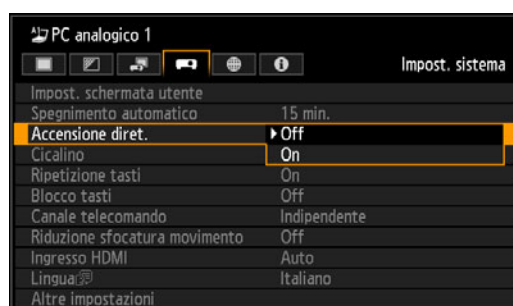 PC analogico 1
Impost. sistema
Impost. schermata utente
Spegnimento automatico 15 min.
Accensione diret. Off
On
Cicalino
Ripetizione tasti On
Blocco tasti Off
Canale telecomando Indipendente
Riduzione sfocatura movimento Off
Ingresso HDMI Auto
Lingua Italiano
Altre impostazioni